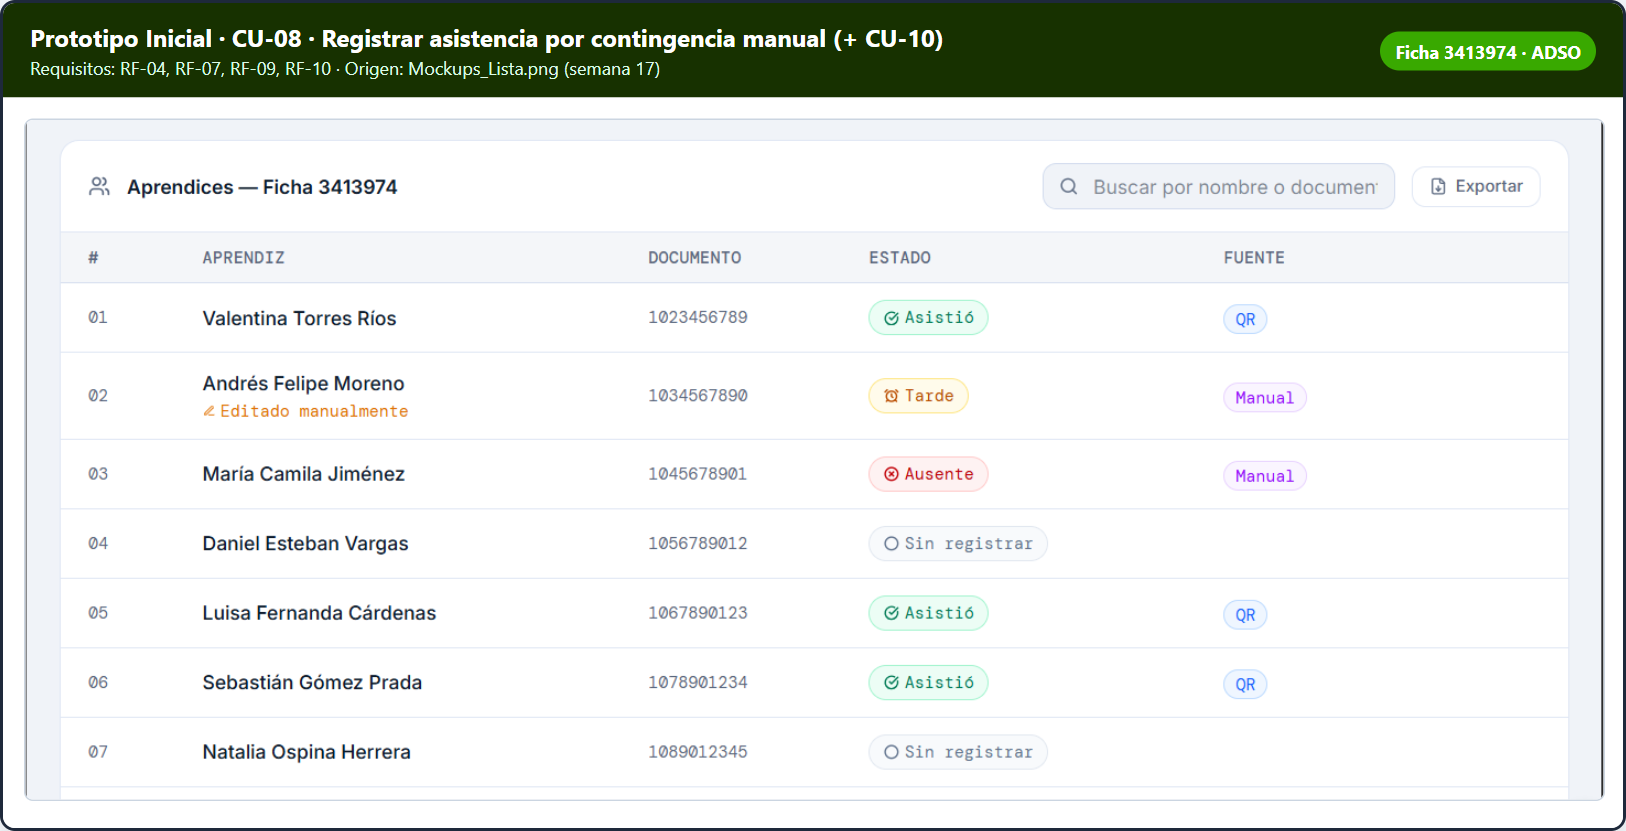 Prototipo Inicial · CU-08 · Registrar asistencia por contingencia manual (+ CU-10)
Requisitos: RF-04, RF-07, RF-09, RF-10 · Origen: Mockups_Lista.png (semana 17)
Ficha 3413974 · ADSO
Aprendices — Ficha 3413974
Buscar por nombre o documen
Exportar
# APRENDIZ DOCUMENTO ESTADO FUENTE
01 Valentina Torres Ríos 1023456789 Asistió QR
02 Andrés Felipe Moreno 1034567890 Tarde Manual
Editado manualmente
03 María Camila Jiménez 1045678901 Ausente Manual
04 Daniel Esteban Vargas 1056789012 Sin registrar
05 Luisa Fernanda Cárdenas 1067890123 Asistió QR
06 Sebastián Gómez Prada 1078901234 Asistió QR
07 Natalia Ospina Herrera 1089012345 Sin registrar